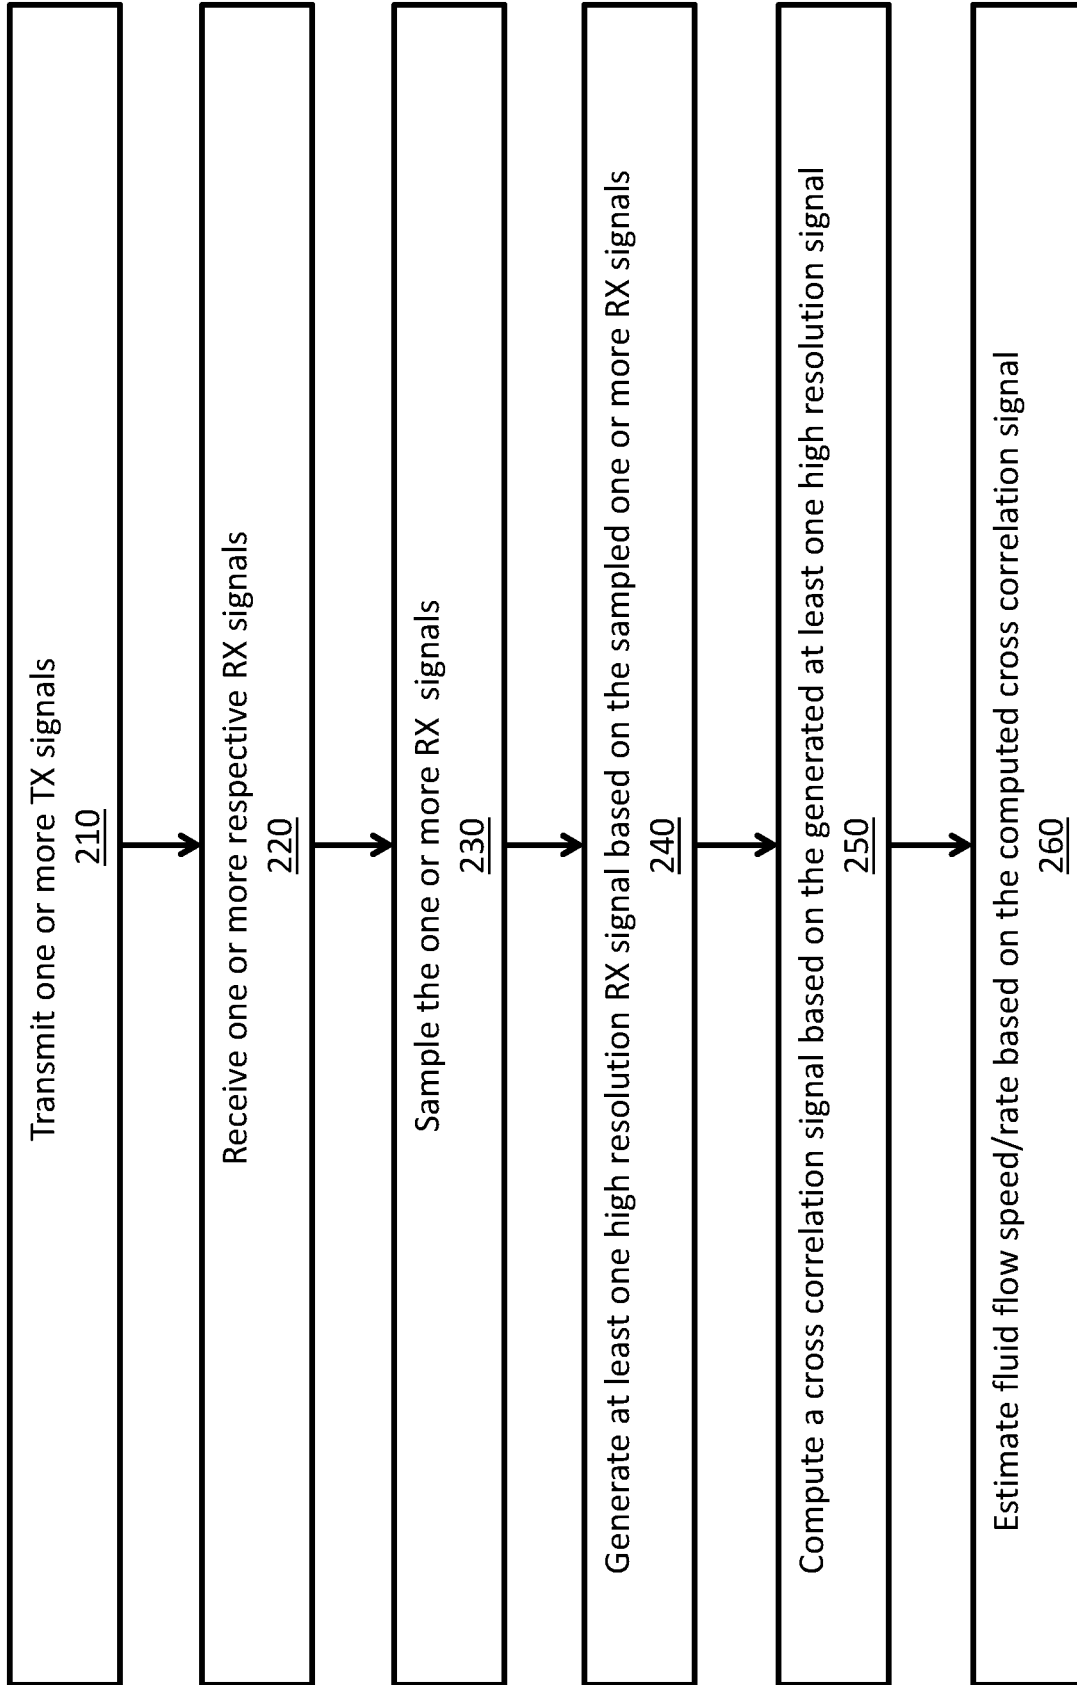 Transmit one or more TX signals
210
Receive one or more respective RX signals
220
Sample the one or more RX signals
230
Generate at least one high resolution RX signal based on the sampled one or more RX signals
240
Compute a cross correlation signal based on the generated at least one high resolution signal
250
Estimate fluid flow speed/rate based on the computed cross correlation signal
260